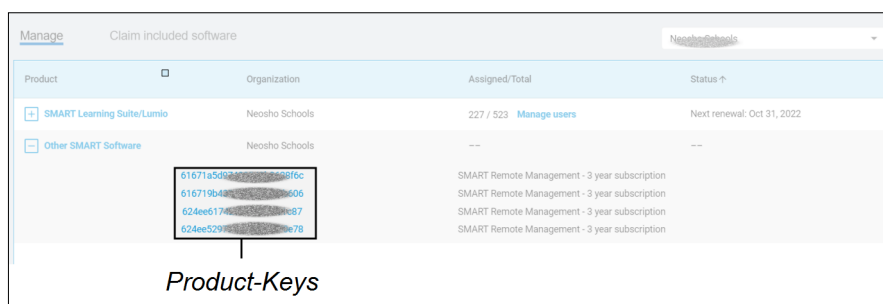 Manage Claim included software
Product Organization Assigned/Total Status ↑
SMART Learning Suite/Lumio Neosho Schools 227 / 523 Manage users Next renewal: Oct 31, 2022
Other SMART Software Neosho Schools -- --
SMART Remote Management - 3 year subscription
SMART Remote Management - 3 year subscription
SMART Remote Management - 3 year subscription
SMART Remote Management - 3 year subscription
Product-Keys